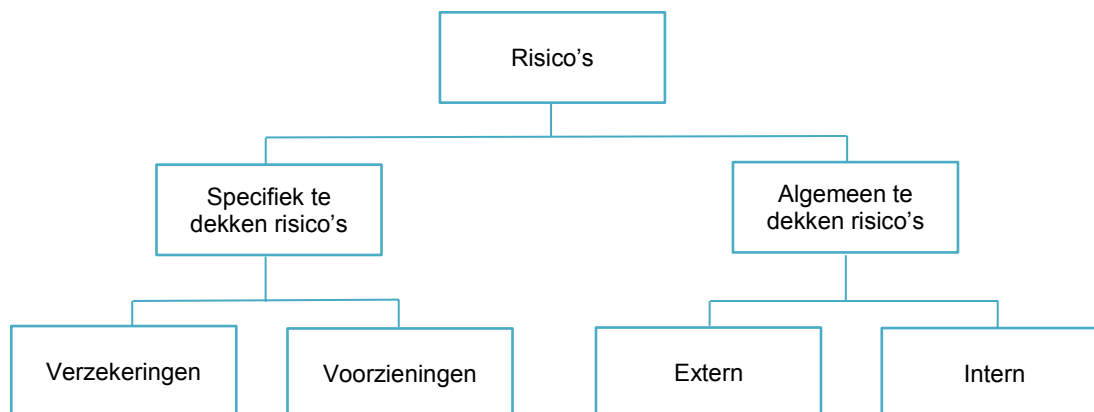 Risico’s
Specifiek te
dekken risico’s
Algemeen te
dekken risico’s
Verzekeringen
Voorzieningen
Extern
Intern